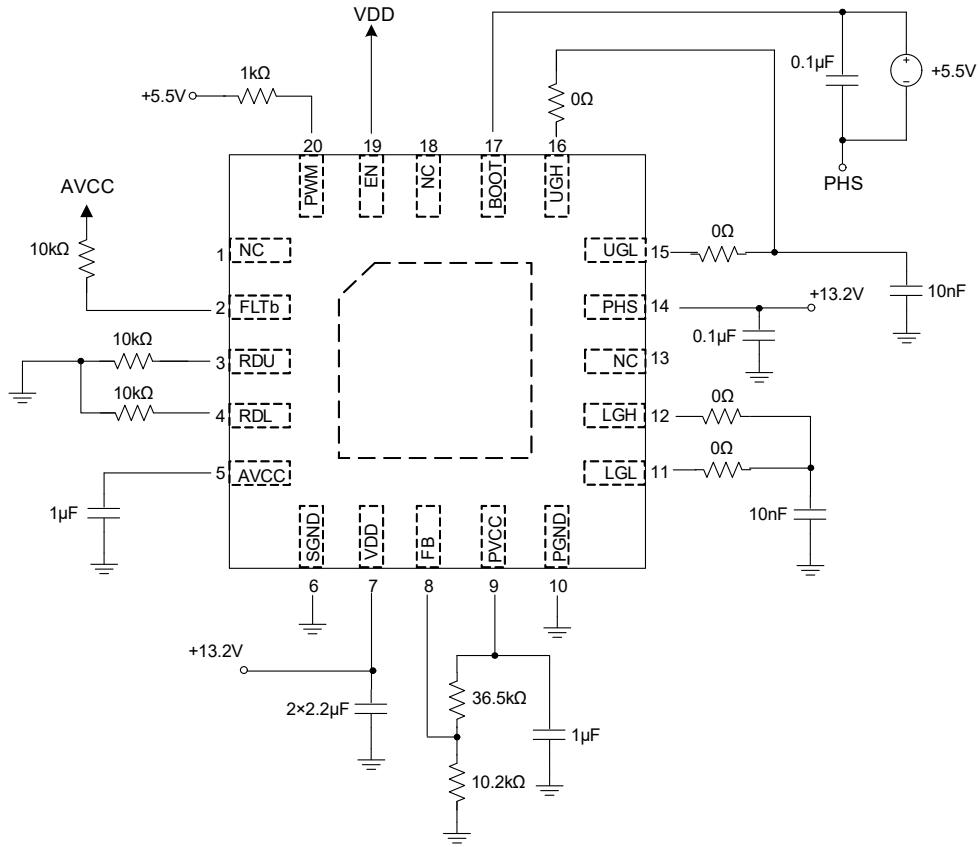 VDD
1kΩ
+5.5V
0.1µF
+5.5V
0Ω
PHS
20 19 18 17 16
PWM EN NC BOOT UGH
AVCC
10kΩ
1 NC
2 FLTb
10kΩ
3 RDU
10kΩ
4 RDL
5 AVCC
1µF
UGL 15
0Ω
10nF
PHS 14
+13.2V
0.1µF
NC 13
LGH 12
0Ω
LGL 11
0Ω
10nF
SGND VDD FB PVCC PGND
6 7 8 9 10
+13.2V
2×2.2µF
36.5kΩ
1µF
10.2kΩ